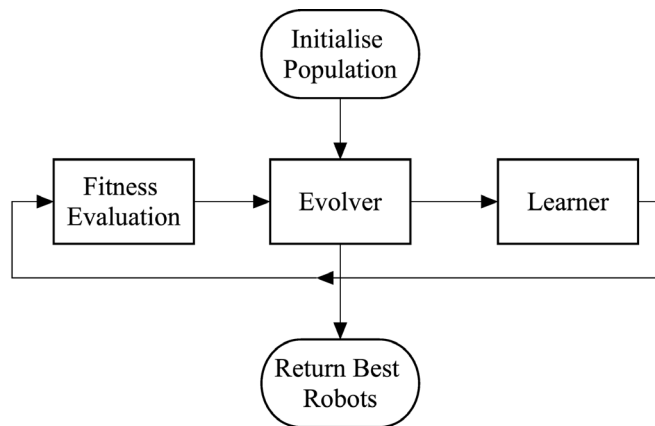 Initialise
Population
Fitness
Evaluation
Evolver
Learner
Return Best
Robots